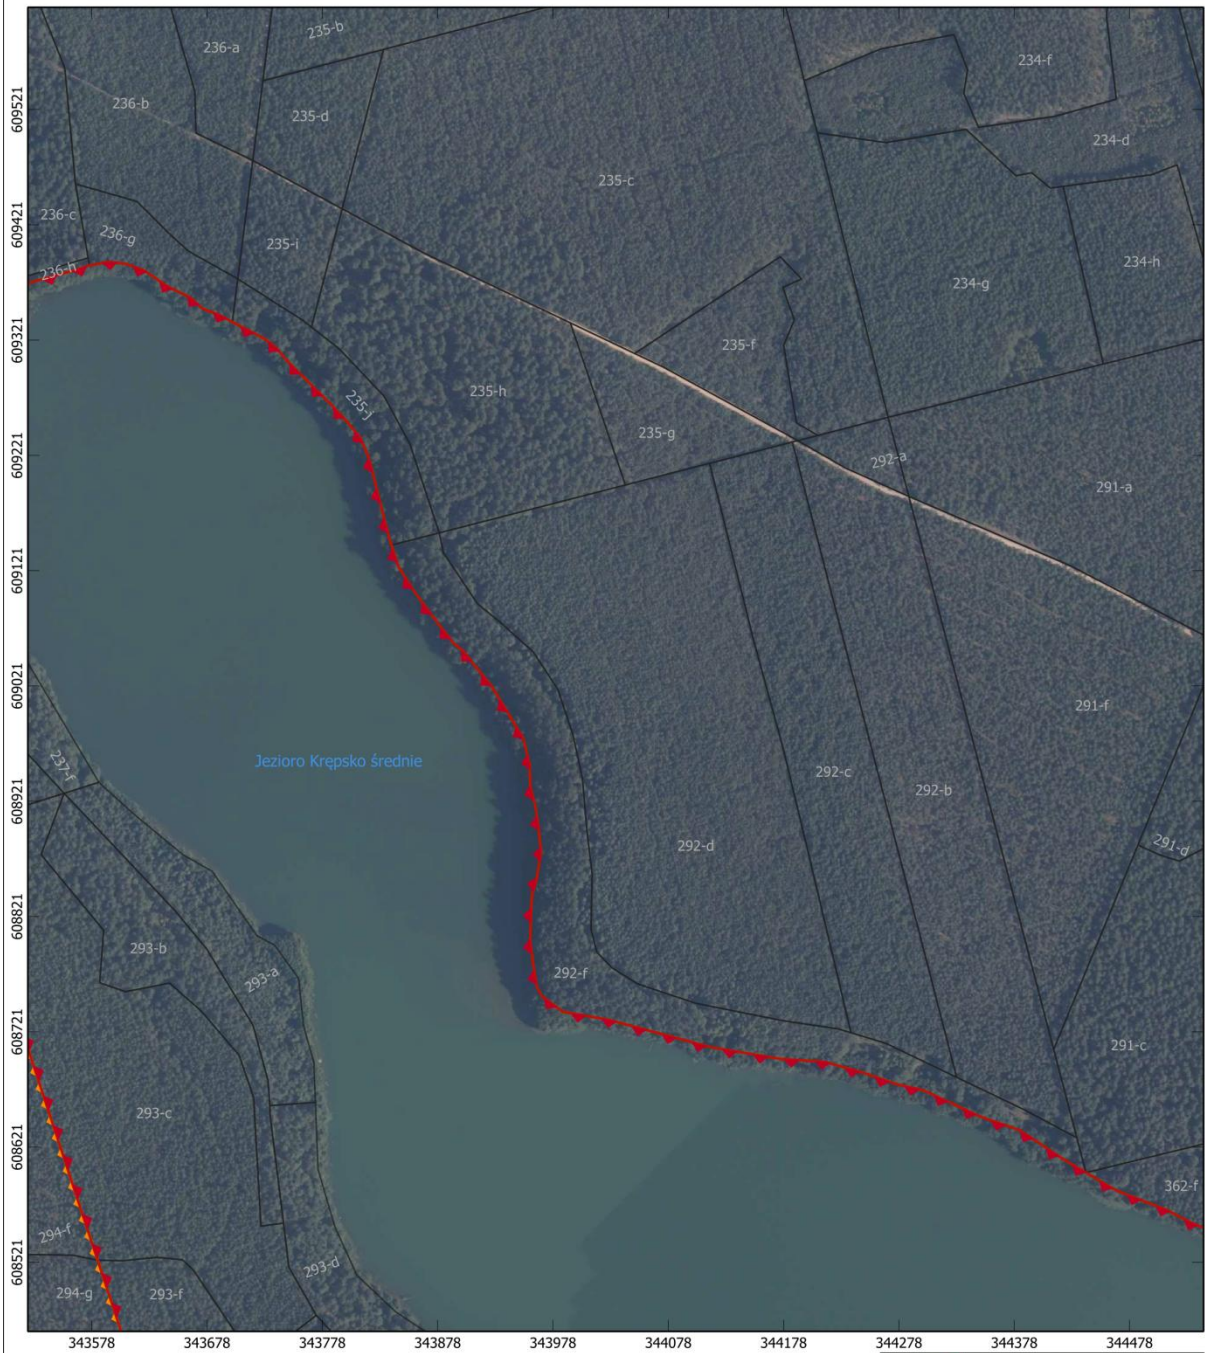 235-b
236-a
234-f
236-b
609521
235-d
234-d
235-c
236-c
609421
236-g
235-i
234-h
236-h
234-g
609321
235-f
235-h
235-j
235-g
609221
292-a
291-a
609121
609021
291-f
Jezioro Krępsko średnie
237-f
292-c
292-b
608921
292-d
291-d
608821
293-b
292-f
293-a
608721
291-c
293-c
608621
362-f
294-f
608521
293-d
294-g
293-f
343578 343678 343778 343878 343978 344078 344178 344278 344378 344478